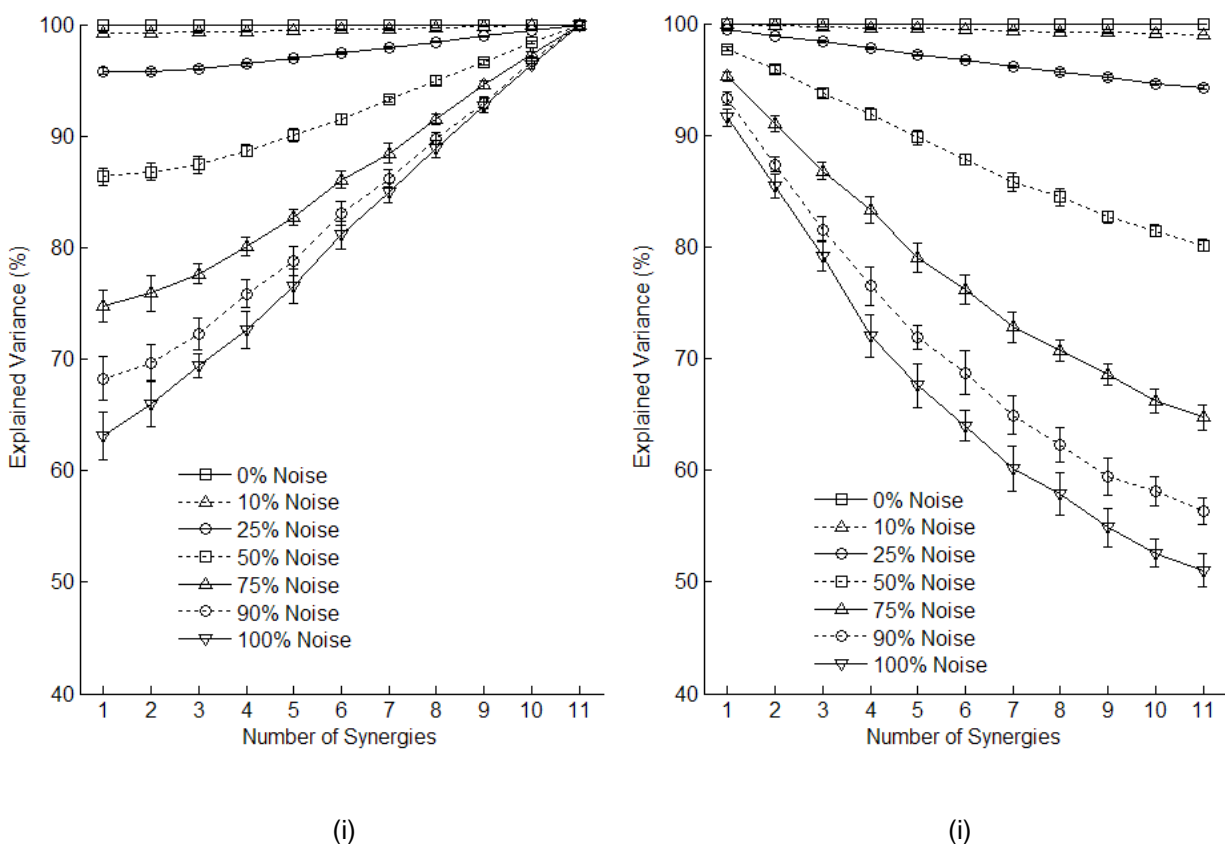 100
90
80
70
60
50
40
Explained Variance (%)
0% Noise
10% Noise
25% Noise
50% Noise
75% Noise
90% Noise
100% Noise
1 2 3 4 5 6 7 8 9 10 11
Number of Synergies
(i)
100
90
80
70
60
50
40
Explained Variance (%)
0% Noise
10% Noise
25% Noise
50% Noise
75% Noise
90% Noise
100% Noise
1 2 3 4 5 6 7 8 9 10 11
Number of Synergies
(i)